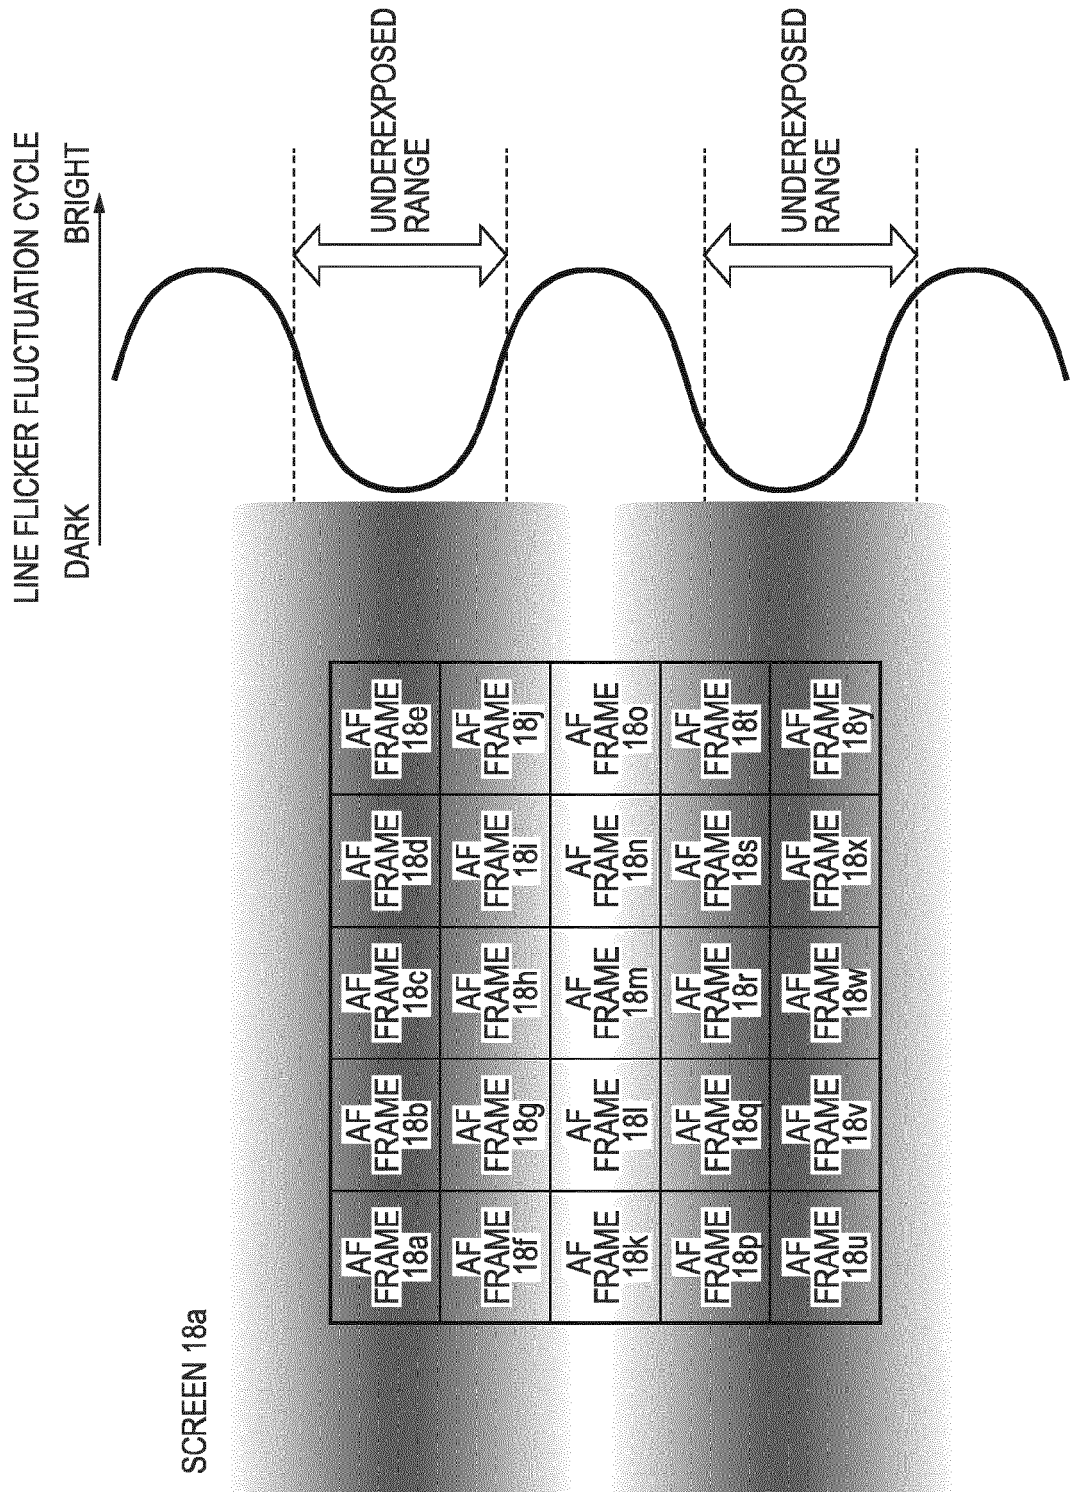 SCREEN 18a
LINE FLICKER FLUCTUATION CYCLE
DARK
BRIGHT
AF
FRAME
18a
AF
FRAME
18b
AF
FRAME
18c
AF
FRAME
18d
AF
FRAME
18e
AF
FRAME
18f
AF
FRAME
18g
AF
FRAME
18h
AF
FRAME
18i
AF
FRAME
18j
AF
FRAME
18k
AF
FRAME
18l
AF
FRAME
18m
AF
FRAME
18n
AF
FRAME
18o
AF
FRAME
18p
AF
FRAME
18q
AF
FRAME
18r
AF
FRAME
18s
AF
FRAME
18t
AF
FRAME
18u
AF
FRAME
18v
AF
FRAME
18w
AF
FRAME
18x
AF
FRAME
18y
UNDEREXPOSED
RANGE
UNDEREXPOSED
RANGE